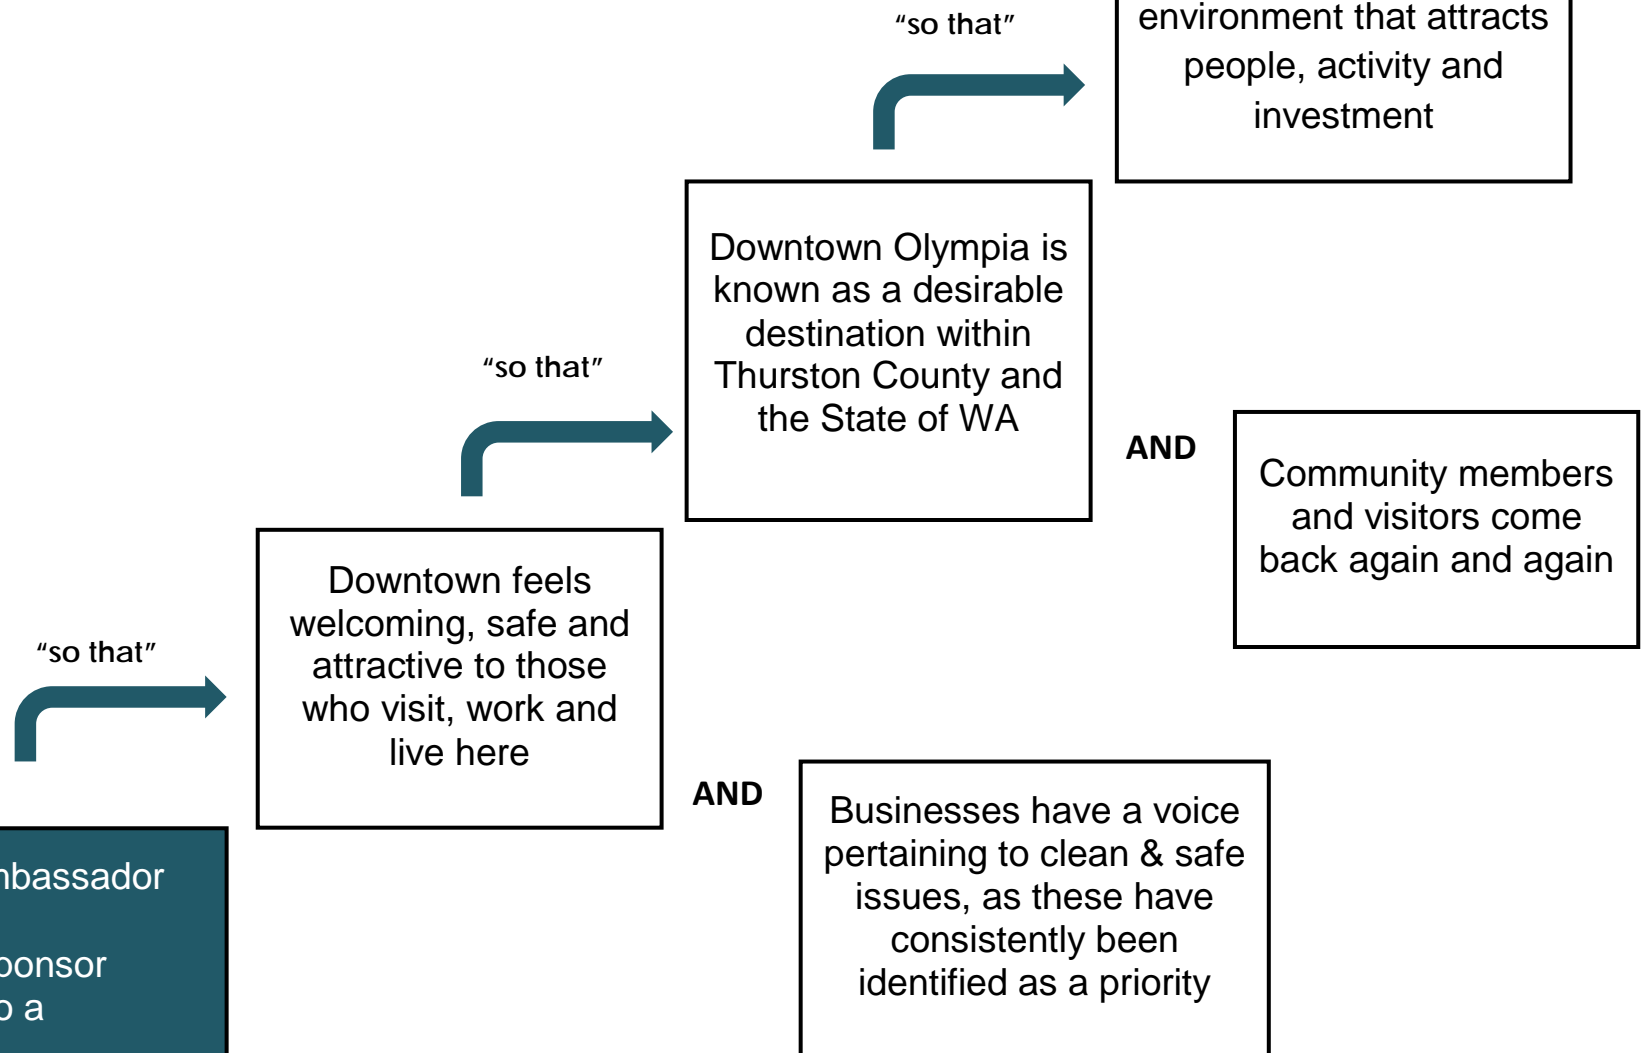 "so that"
environment that attracts
people, activity and
investment
Downtown Olympia is
known as a desirable
destination within
Thurston County and
the State of WA
"so that"
AND
Community members
and visitors come
back again and again
Downtown feels
welcoming, safe and
attractive to those
who visit, work and
live here
"so that"
AND
Businesses have a voice
pertaining to clean & safe
issues, as these have
consistently been
identified as a priority
a